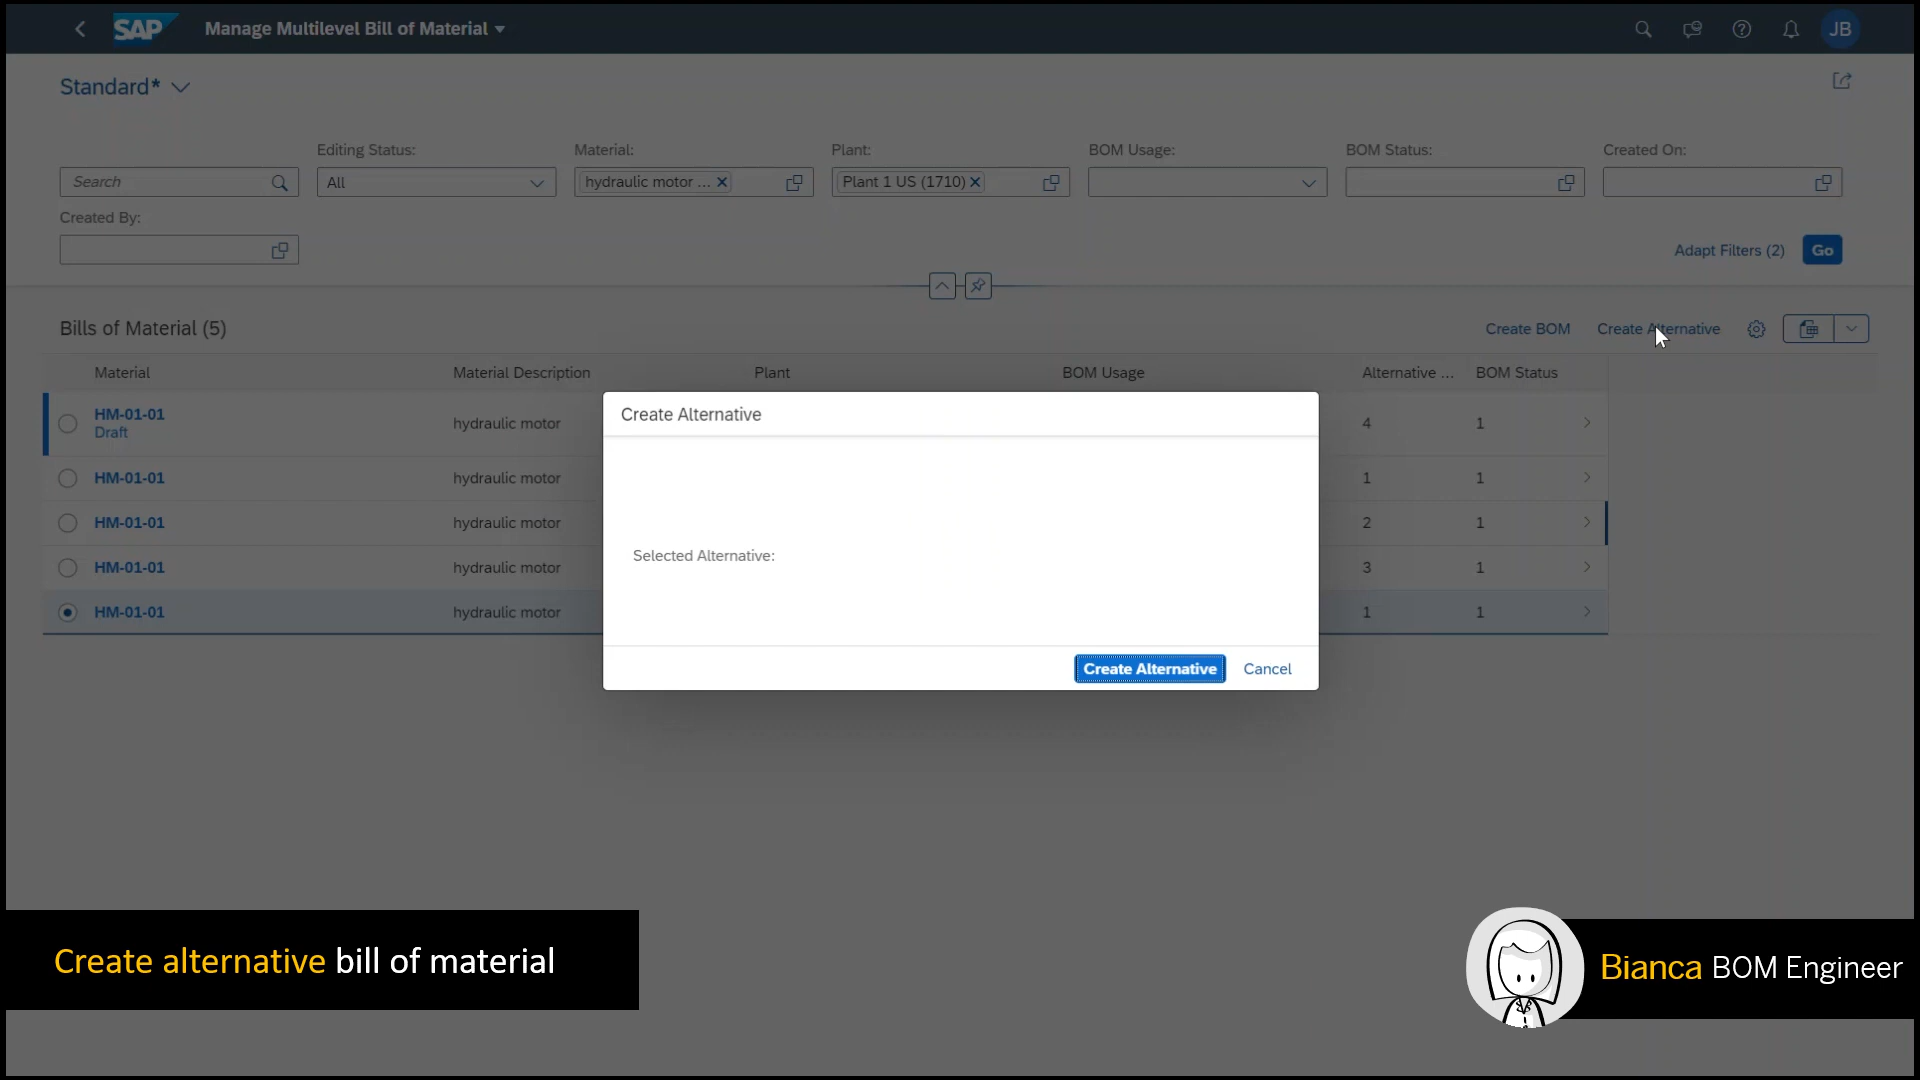 SAP Manage Multilevel Bill of Material JB
Standard*
Editing Status: Material: Plant: BOM Usage: BOM Status: Created On:
Search All hydraulic motor ... Plant 1 US (1710)
Created By:
Adapt Filters (2) Go
Bills of Material (5) Create BOM Create Alternative
Material Material Description Plant BOM Usage Alternative ... BOM Status
HM-01-01 hydraulic motor 4 1
Draft
HM-01-01 hydraulic motor 1 1
HM-01-01 hydraulic motor 2 1
HM-01-01 hydraulic motor 3 1
HM-01-01 hydraulic motor 1 1
Create Alternative
Selected Alternative:
Create Alternative Cancel
Create alternative bill of material
Bianca BOM Engineer